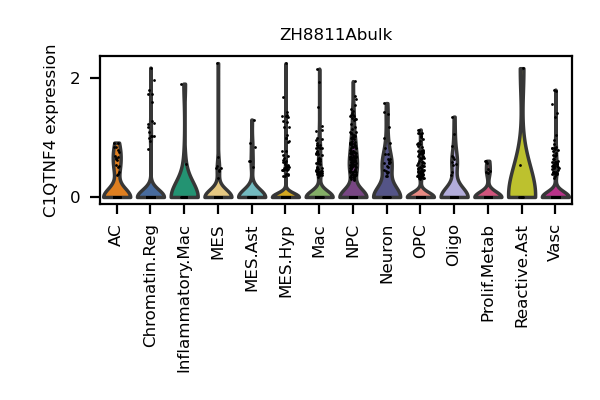 ZH8811Abulk
C1QTNF4 expression
2
0
AC
Chromatin.Reg
Inflammatory.Mac
MES
MES.Ast
MES.Hyp
Mac
NPC
Neuron
OPC
Oligo
Prolif.Metab
Reactive.Ast
Vasc